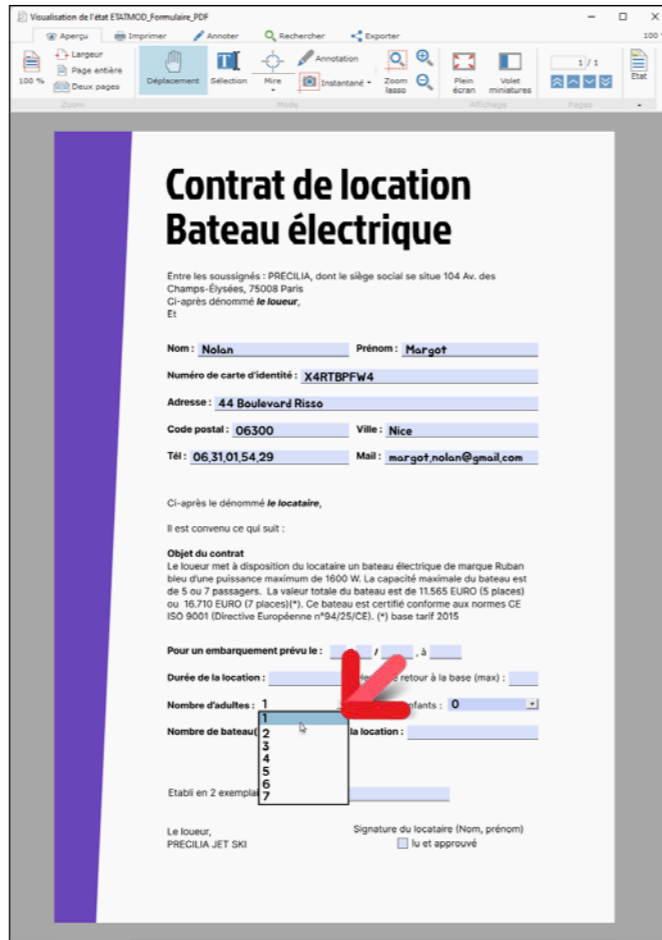 Visualisation de l'état ETATMOD_Formulaire_PDF
Aperçu Imprimer Annoter Rechercher Exporter 100 %
100 % Largeur Page entière Deux pages
Déplacement Sélection Mire Annotation Instantané Zoom lasso
Plein écran Volet miniatures 1 / 1 Etat
Zoom Mode Affichage Pages
Contrat de location
Bateau électrique
Entre les soussignés : PRECILIA, dont le siège social se situe 104 Av. des
Champs-Élysées, 75008 Paris
Ci-après dénommé le loueur,
Et
Nom : Nolan Prénom : Margot
Numéro de carte d'identité : X4RTBPFW4
Adresse : 44 Boulevard Risso
Code postal : 06300 Ville : Nice
Tél : 06,31,01,54,29 Mail : margot,nolan@gmail,com
Ci-après le dénommé le locataire,
Il est convenu ce qui suit :
Objet du contrat
Le loueur met à disposition du locataire un bateau électrique de marque Ruban
bleu d'une puissance maximum de 1600 W. La capacité maximale du bateau est
de 5 ou 7 passagers. La valeur totale du bateau est de 11.565 EURO (5 places)
ou 16.710 EURO (7 places)(*). Ce bateau est certifié conforme aux normes CE
ISO 9001 (Directive Européenne n°94/25/CE). (*) base tarif 2015
Pour un embarquement prévu le : / , à
Durée de la location : retour à la base (max) :
Nombre d'adultes : 1 enfants : 0
1
Nombre de bateau( la location :
2
3
4
5
6
7
Etabli en 2 exemplai
Le loueur, Signature du locataire (Nom, prénom)
PRECILIA JET SKI lu et approuvé